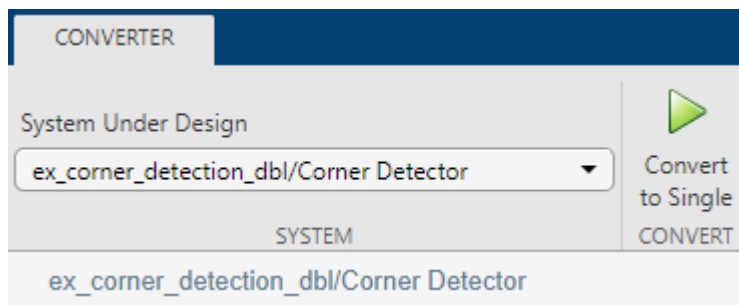 CONVERTER
System Under Design
ex_corner_detection_dbl/Corner Detector
Convert
to Single
SYSTEM
CONVERT
ex_corner_detection_dbl/Corner Detector